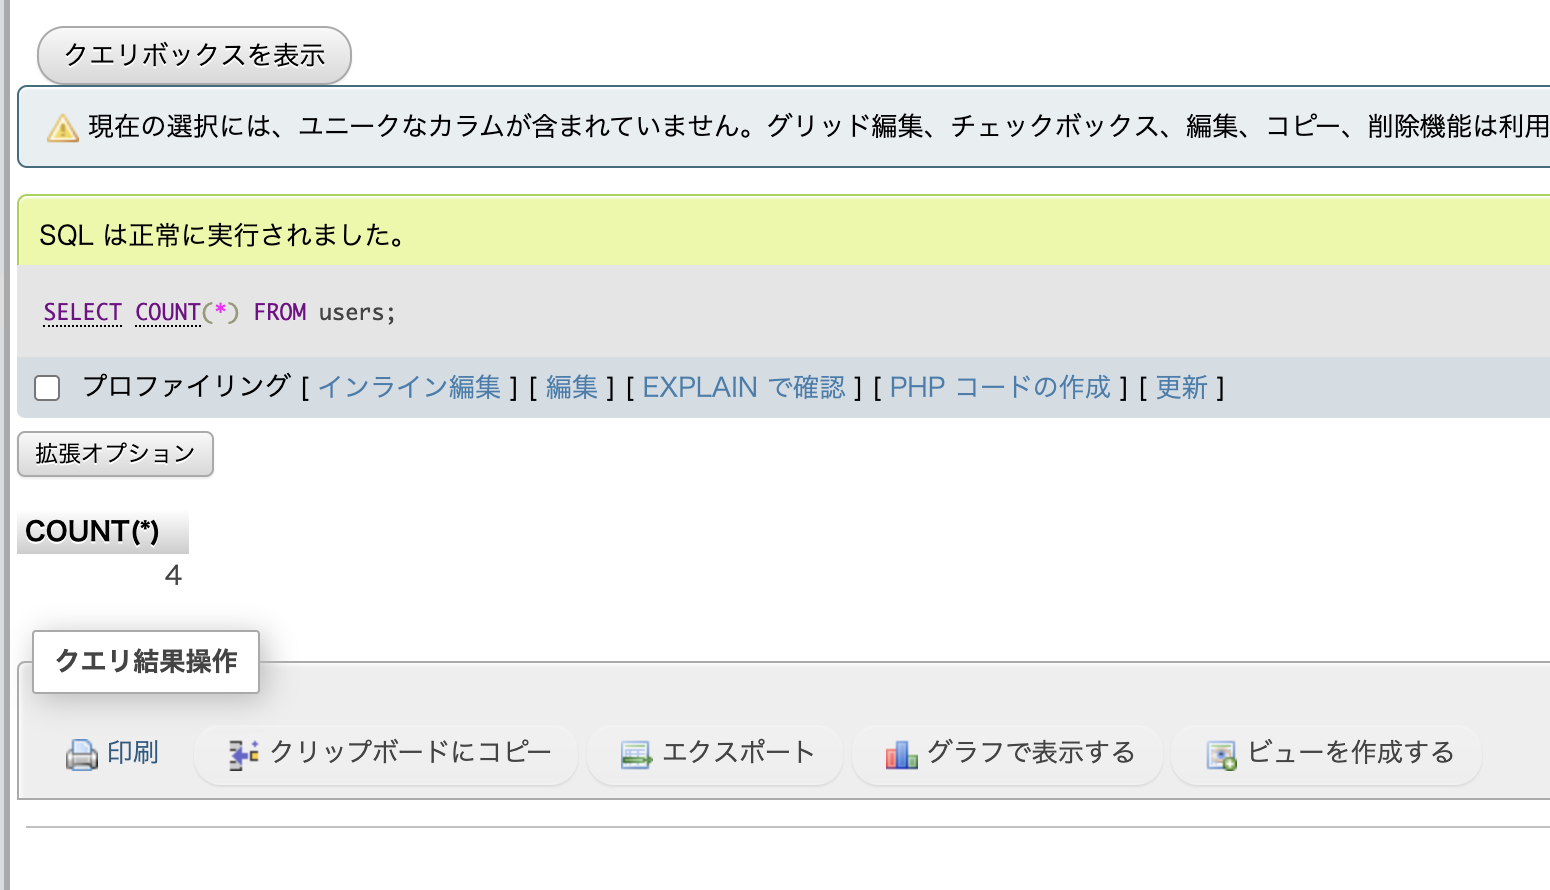 クエリボックスを表示
現在の選択には、ユニークなカラムが含まれていません。グリッド編集、チェックボックス、編集、コピー、削除機能は利用
SQL は正常に実行されました。
SELECT COUNT(*) FROM users;
プロファイリング [ インライン編集 ] [ 編集 ] [ EXPLAIN で確認 ] [ PHP コードの作成 ] [ 更新 ]
拡張オプション
COUNT(*)
4
クエリ結果操作
印刷 クリップボードにコピー エクスポート グラフで表示する ビューを作成する